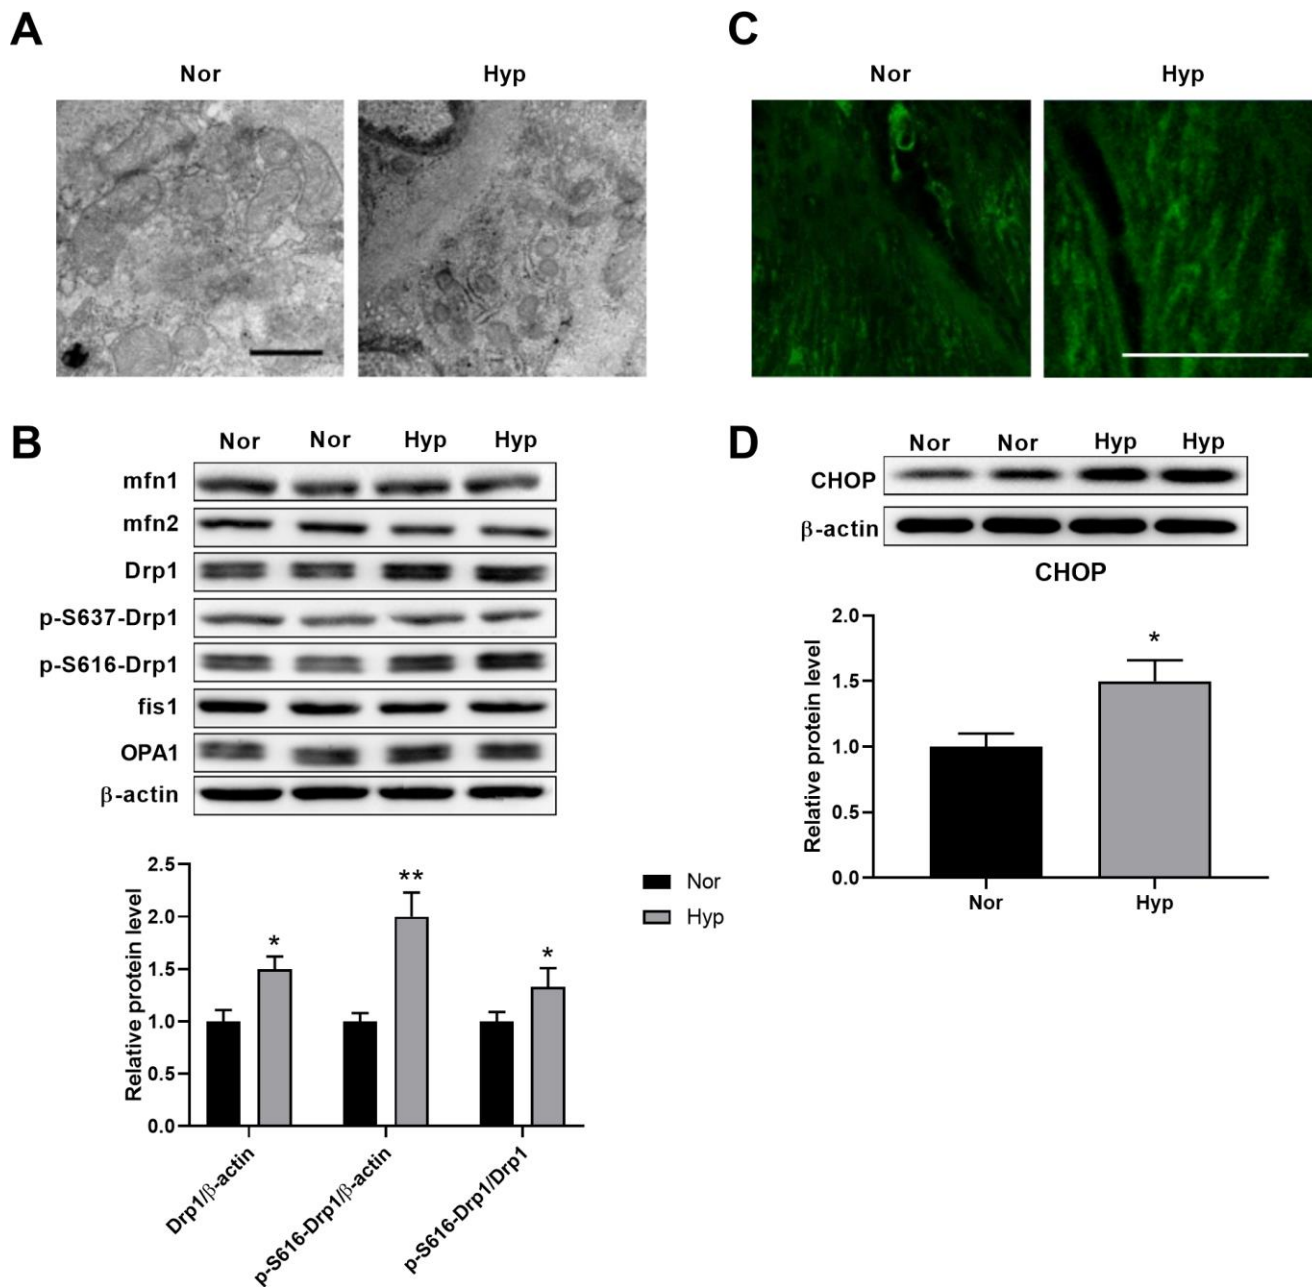 A
Nor Hyp
C
Nor Hyp
B
Nor Nor Hyp Hyp
mfn1
mfn2
Drp1
p-S637-Drp1
p-S616-Drp1
fis1
OPA1
β-actin
Relative protein level
2.5
2.0
1.5
1.0
0.5
0.0
*
**
*
Drp1/β-actin
p-S616-Drp1/β-actin
p-S616-Drp1/Drp1
Nor
Hyp
D
Nor Nor Hyp Hyp
CHOP
β-actin
CHOP
Relative protein level
2.0
1.5
1.0
0.5
0.0
*
Nor Hyp